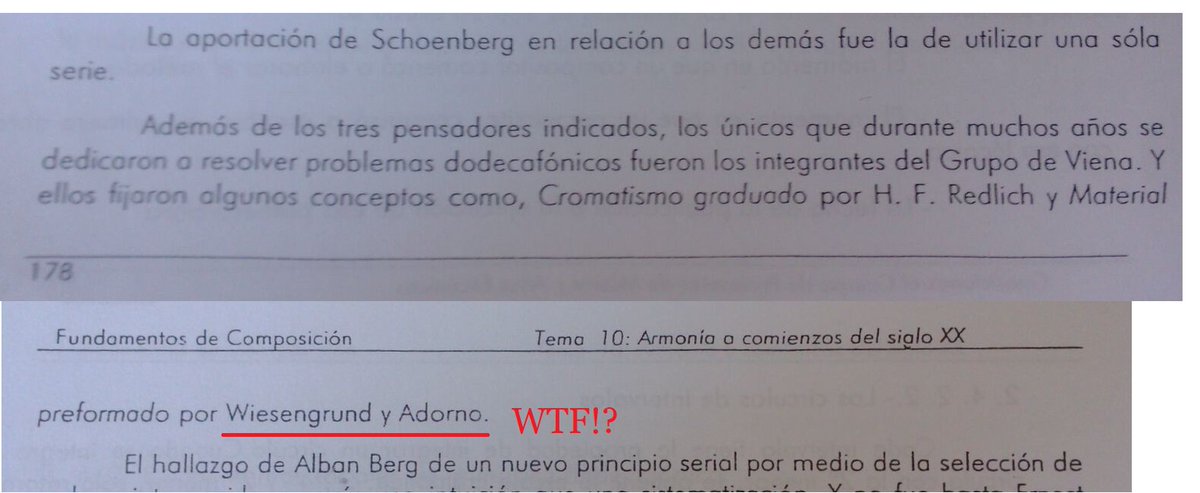 La aportación de Schoenberg en relación a los demás fue la de utilizar una sóla
serie.
Además de los tres pensadores indicados, los únicos que durante muchos años se
dedicaron a resolver problemas dodecafónicos fueron los integrantes del Grupo de Viena. Y
ellos fijaron algunos conceptos como, Cromatismo graduado por H. F. Redlich y Material
178
Fundamentos de Composición Tema 10: Armonía a comienzos del siglo XX
preformado por Wiesengrund y Adorno. WTF!?
El hallazgo de Alban Berg de un nuevo principio serial por medio de la selección de